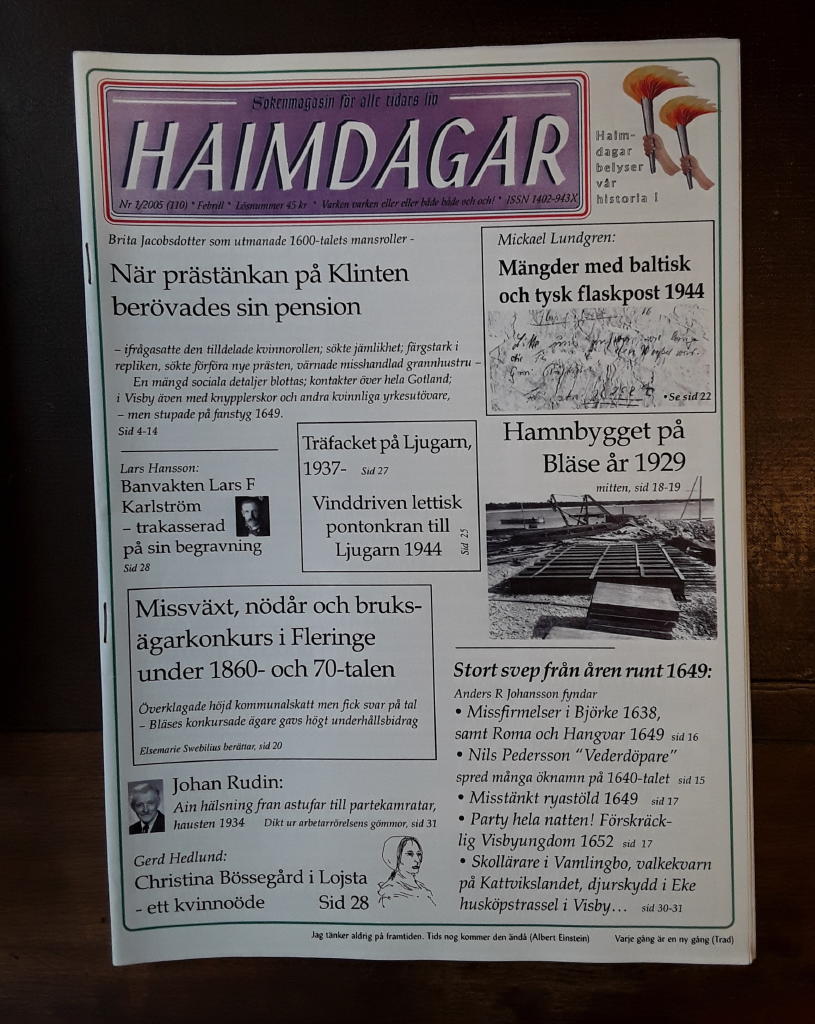 Sokenmagasin för alle tidars liv
HAIMDAGAR
Nr 1/2005 (110) * Febrill * Lösnummer 45 kr * Varken varken eller eller både både och och! * ISSN 1402-943X
Haim-
dagar
belyser
vår
historia !
Brita Jacobsdotter som utmanade 1600-talets mansroller -
När prästänkan på Klinten
berövades sin pension
– ifrågasatte den tilldelade kvinnorollen; sökte jämlikhet; färgstark i
repliken, sökte förföra nye prästen, värnade misshandlad grannhustru –
En mängd sociala detaljer blottas; kontakter över hela Gotland;
i Visby även med knypplerskor och andra kvinnliga yrkesutövare,
– men stupade på fanstyg 1649.
Sid 4-14
Mickael Lundgren:
Mängder med baltisk
och tysk flaskpost 1944
•Se sid 22
Lars Hansson:
Banvakten Lars F
Karlström
– trakasserad
på sin begravning
Sid 28
Träfacket på Ljugarn,
1937- Sid 27
Vinddriven lettisk
pontonkran till
Ljugarn 1944
Sid 25
Hamnbygget på
Bläse år 1929
mitten, sid 18-19
Missväxt, nödår och bruks-
ägarkonkurs i Fleringe
under 1860- och 70-talen
Överklagade höjd kommunalskatt men fick svar på tal
– Bläses konkursade ägare gavs högt underhållsbidrag
Elsemarie Swebilius berättar, sid 20
Stort svep från åren runt 1649:
Anders R Johansson fyndar
• Missfirmelser i Björke 1638,
samt Roma och Hangvar 1649 sid 16
• Nils Pedersson "Vederdöpare"
spred många öknamn på 1640-talet sid 15
• Misstänkt ryastöld 1649 sid 17
• Party hela natten! Förskräck-
lig Visbyungdom 1652 sid 17
• Skollärare i Vamlingbo, valkekvarn
på Kattvikslandet, djurskydd i Eke
husköpstrassel i Visby... sid 30-31
Johan Rudin:
Ain hälsning fran astufar till partekamratar,
hausten 1934 Dikt ur arbetarrörelsens gömmor, sid 31
Gerd Hedlund:
Christina Bössegård i Lojsta
- ett kvinnoöde Sid 28
Jag tänker aldrig på framtiden. Tids nog kommer den ändå (Albert Einstein) Varje gång är en ny gång (Trad)